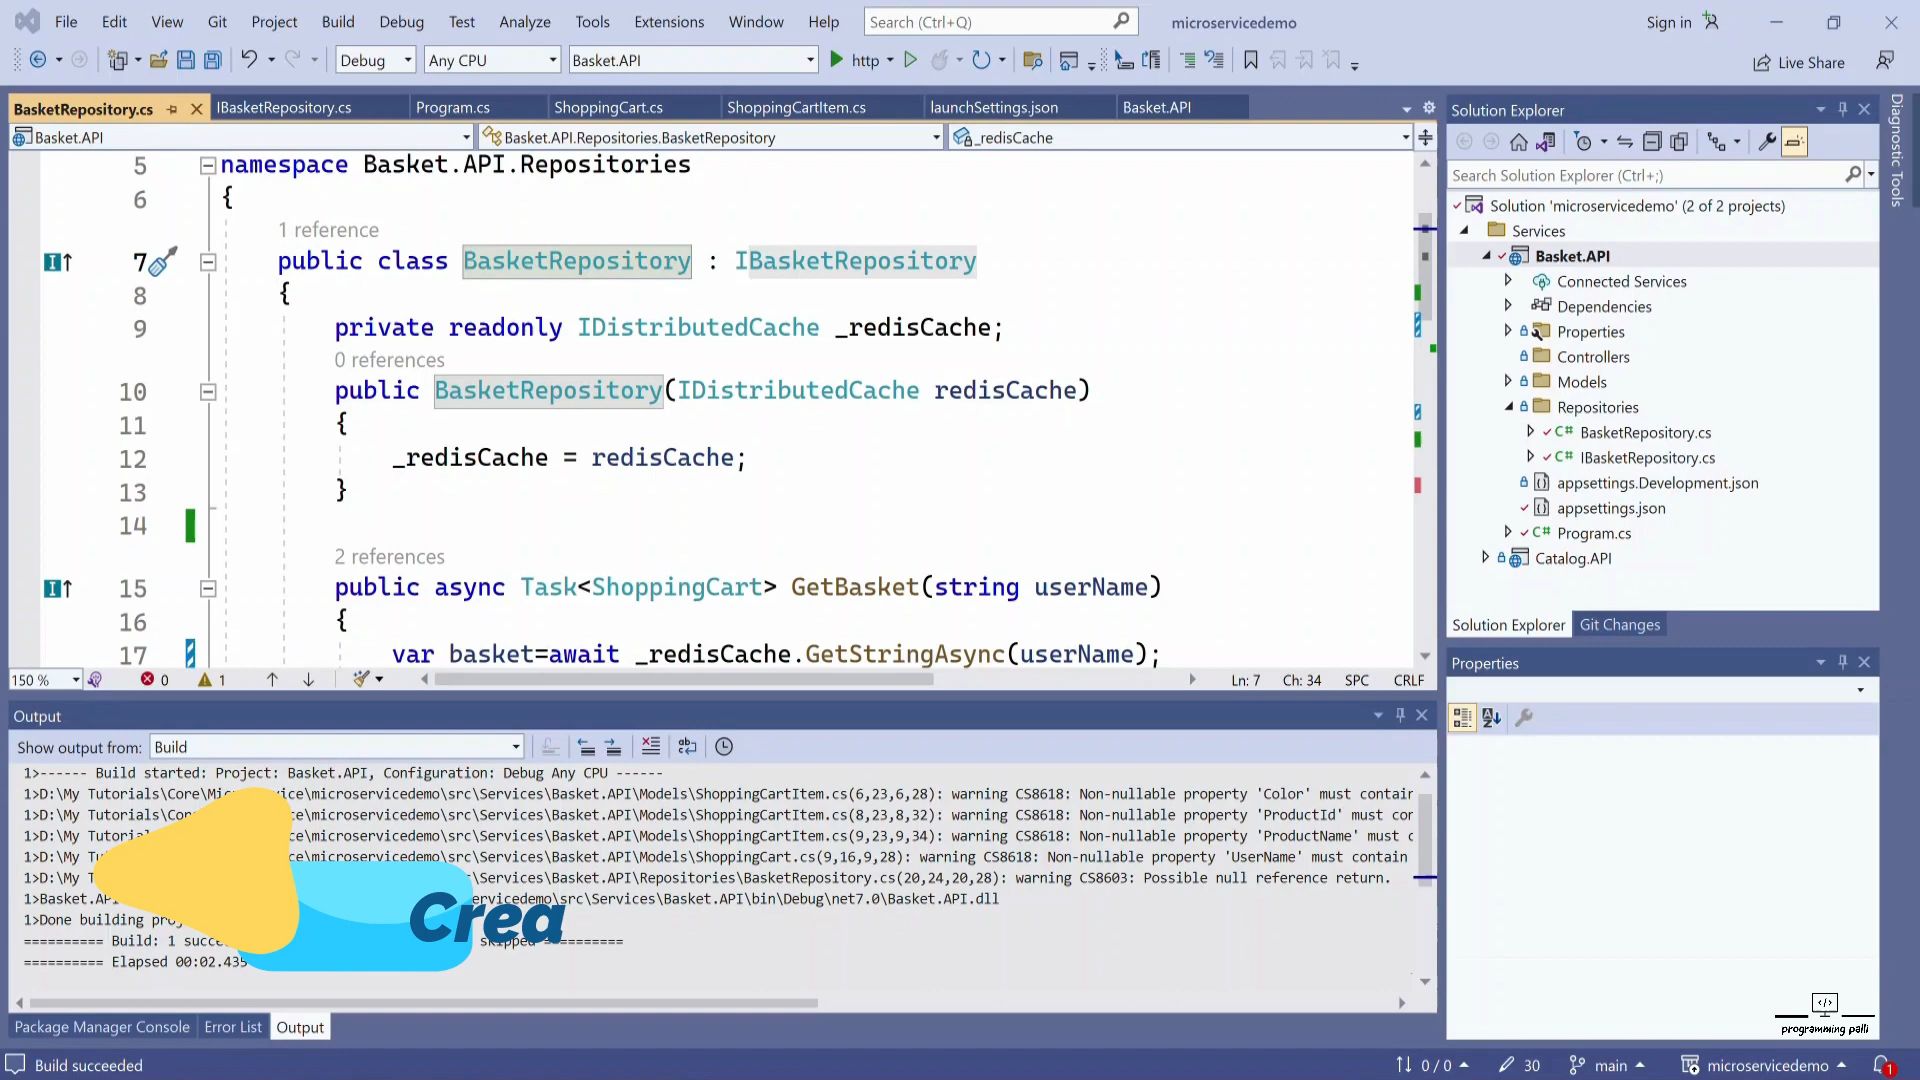 File Edit View Git Project Build Debug Test Analyze Tools Extensions Window Help Search (Ctrl+Q) microservicedemo Sign in
Debug Any CPU Basket.API http Live Share
BasketRepository.cs IBasketRepository.cs Program.cs ShoppingCart.cs ShoppingCartItem.cs launchSettings.json Basket.API
Basket.API Basket.API.Repositories.BasketRepository _redisCache
5 namespace Basket.API.Repositories
6 {
1 reference
7 public class BasketRepository : IBasketRepository
8 {
9 private readonly IDistributedCache _redisCache;
0 references
10 public BasketRepository(IDistributedCache redisCache)
11 {
12 _redisCache = redisCache;
13 }
14
2 references
15 public async Task<ShoppingCart> GetBasket(string userName)
16 {
17 var basket=await _redisCache.GetStringAsync(userName);
150 % 0 1 Ln: 7 Ch: 34 SPC CRLF
Output
Show output from: Build
1>------ Build started: Project: Basket.API, Configuration: Debug Any CPU ------
1>D:\My Tutorials\Core\Mic vice\microservicedemo\src\Services\Basket.API\Models\ShoppingCartItem.cs(6,23,6,28): warning CS8618: Non-nullable property 'Color' must contain
1>D:\My Tutorials\Co ice\microservicedemo\src\Services\Basket.API\Models\ShoppingCartItem.cs(8,23,8,32): warning CS8618: Non-nullable property 'ProductId' must con
1>D:\My Tutorials ce\microservicedemo\src\Services\Basket.API\Models\ShoppingCartItem.cs(9,23,9,34): warning CS8618: Non-nullable property 'ProductName' must c
1>D:\My Tu ce\microservicedemo\src\Services\Basket.API\Models\ShoppingCart.cs(9,16,9,28): warning CS8618: Non-nullable property 'UserName' must contain
1>D:\My T \Services\Basket.API\Repositories\BasketRepository.cs(20,24,20,28): warning CS8603: Possible null reference return.
1>Basket.AP servicedemo\src\Services\Basket.API\bin\Debug\net7.0\Basket.API.dll
1>Done building pro
========== Build: 1 succe skipped ==========
========== Elapsed 00:02.435
Crea
Package Manager Console Error List Output
Build succeeded 0 / 0 30 main microservicedemo 1
Solution Explorer
Search Solution Explorer (Ctrl+;)
Solution 'microservicedemo' (2 of 2 projects)
Services
Basket.API
Connected Services
Dependencies
Properties
Controllers
Models
Repositories
C# BasketRepository.cs
C# IBasketRepository.cs
appsettings.Development.json
appsettings.json
C# Program.cs
Catalog.API
Solution Explorer Git Changes
Properties
Diagnostic Tools
programming palli